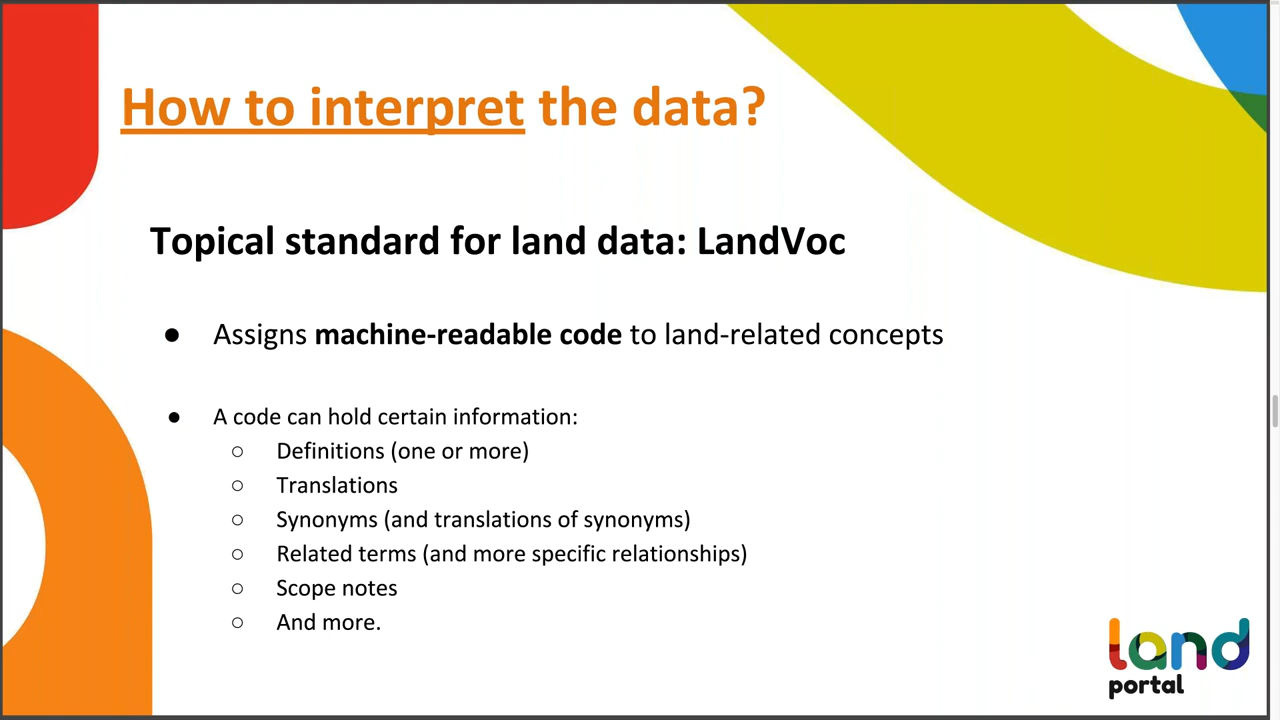 How to interpret the data?
Topical standard for land data: LandVoc
● Assigns machine-readable code to land-related concepts
● A code can hold certain information:
○ Definitions (one or more)
○ Translations
○ Synonyms (and translations of synonyms)
○ Related terms (and more specific relationships)
○ Scope notes
○ And more.
land
portal